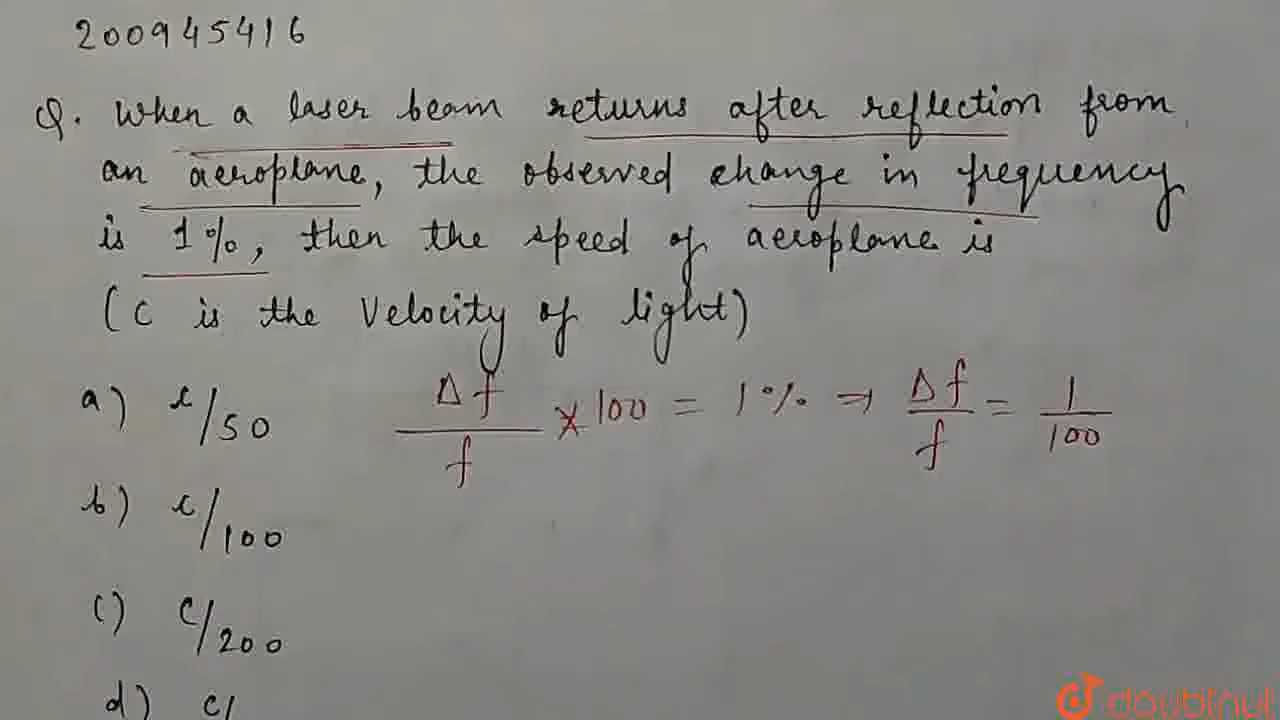 200945416
Q. When a laser beam returns after reflection from
an aeroplane, the observed change in frequency
is 1%, then the speed of aeroplane is
(C is the Velocity of light)
a) c/50
Δf/f × 100 = 1% ⇒ Δf/f = 1/100
b) c/100
c) c/200
d) c/
doubtnut